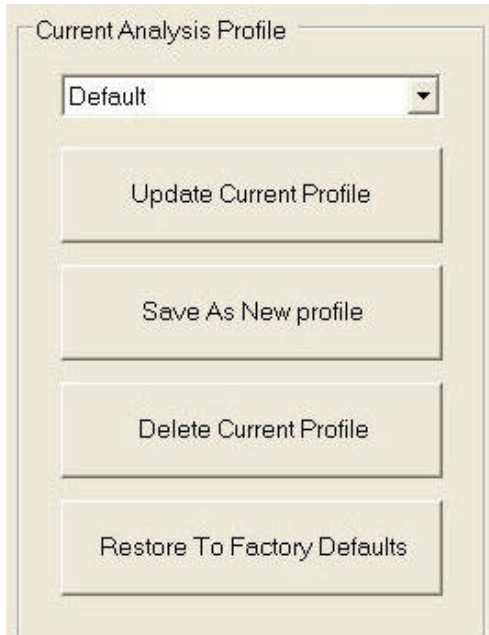 Current Analysis Profile
Default
Update Current Profile
Save As New profile
Delete Current Profile
Restore To Factory Defaults